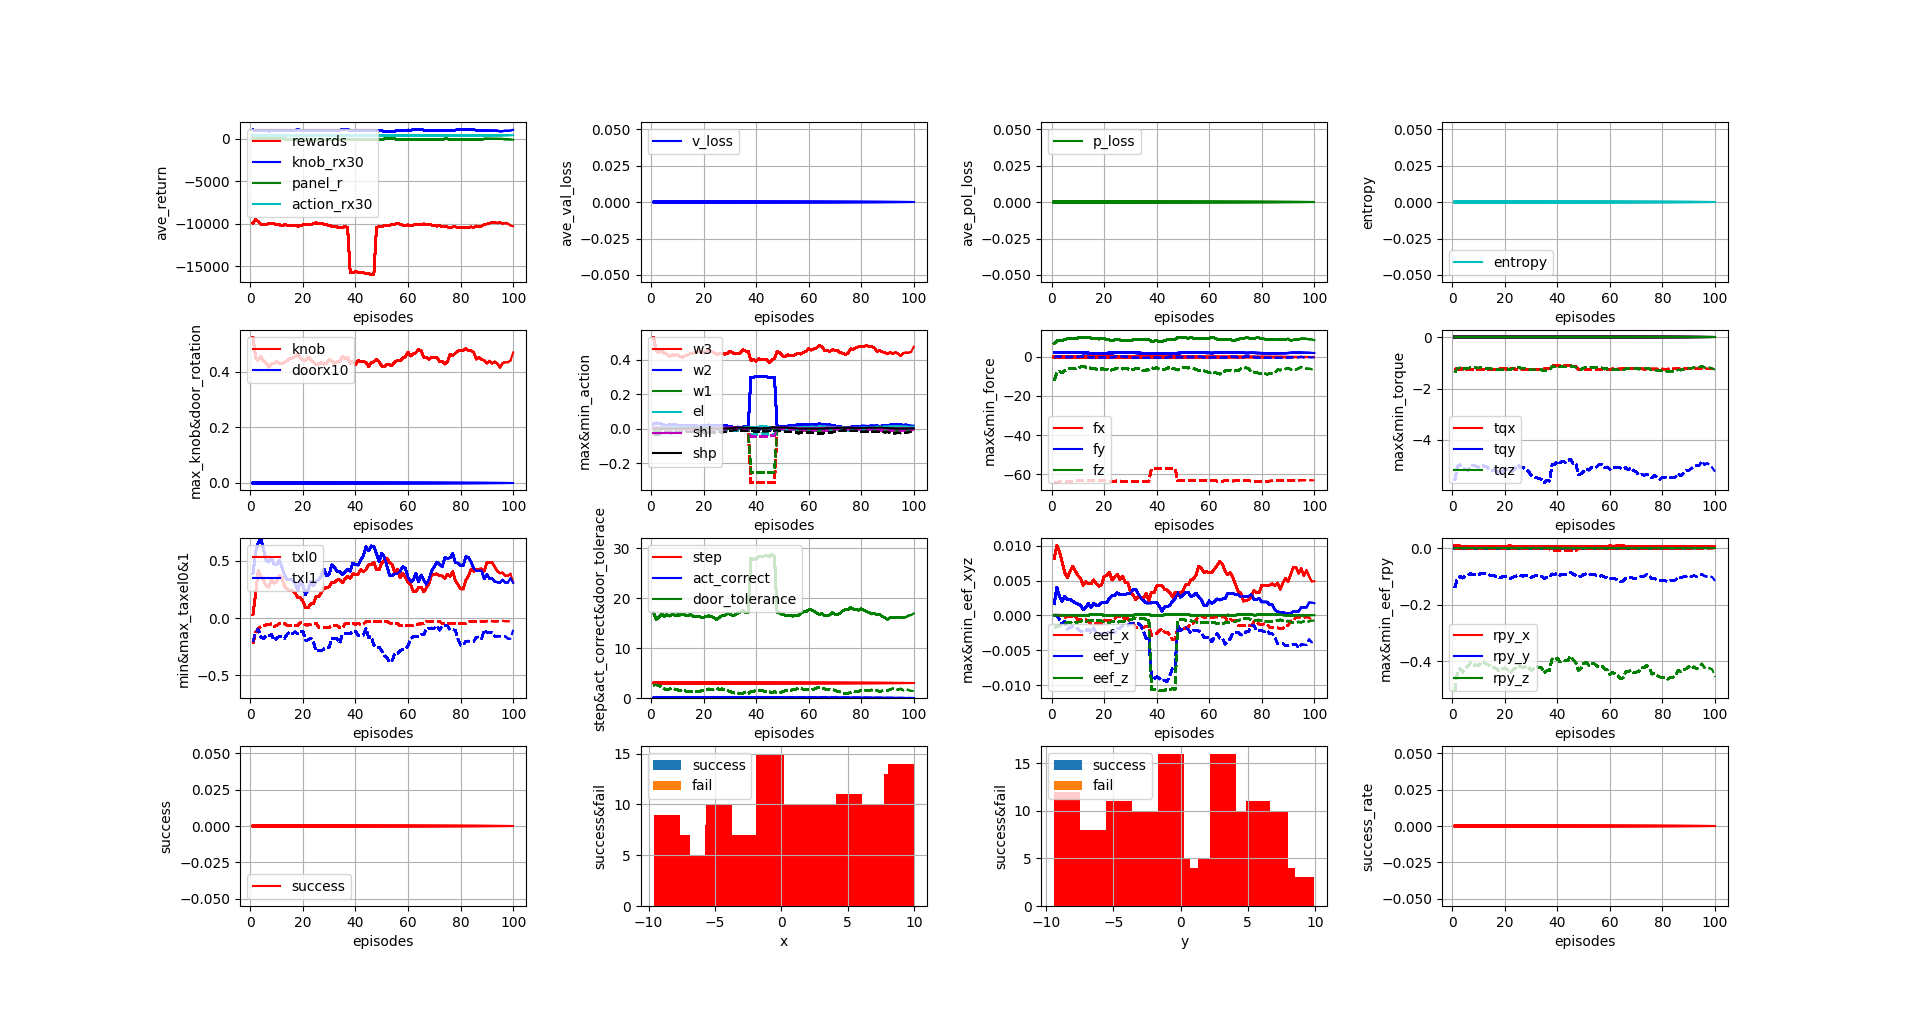 ave_return
0
−5000
−10000
−15000
rewards
knob_rx30
panel_r
action_rx30
0 20 40 60 80 100
episodes
ave_val_loss
0.050
0.025
0.000
−0.025
−0.050
v_loss
0 20 40 60 80 100
episodes
ave_pol_loss
0.050
0.025
0.000
−0.025
−0.050
p_loss
0 20 40 60 80 100
episodes
entropy
0.050
0.025
0.000
−0.025
−0.050
entropy
0 20 40 60 80 100
episodes
max_knob&door_rotation
0.4
0.2
0.0
knob
doorx10
0 20 40 60 80 100
episodes
max&min_action
0.4
0.2
0.0
−0.2
w3
w2
w1
el
shl
shp
0 20 40 60 80 100
episodes
max&min_force
0
−20
−40
−60
fx
fy
fz
0 20 40 60 80 100
episodes
max&min_torque
0
−2
−4
tqx
tqy
tqz
0 20 40 60 80 100
episodes
min&max_taxel0&1
0.5
0.0
−0.5
txl0
txl1
0 20 40 60 80 100
episodes
step&act_correct&door_tolerace
30
20
10
0
step
act_correct
door_tolerance
0 20 40 60 80 100
episodes
max&min_eef_xyz
0.010
0.005
0.000
−0.005
−0.010
eef_x
eef_y
eef_z
0 20 40 60 80 100
episodes
max&min_eef_rpy
0.0
−0.2
−0.4
rpy_x
rpy_y
rpy_z
0 20 40 60 80 100
episodes
success
0.050
0.025
0.000
−0.025
−0.050
success
0 20 40 60 80 100
episodes
success&fail
15
10
5
0
success
fail
−10 −5 0 5 10
x
success&fail
15
10
5
0
success
fail
−10 −5 0 5 10
y
success_rate
0.050
0.025
0.000
−0.025
−0.050
0 20 40 60 80 100
episodes